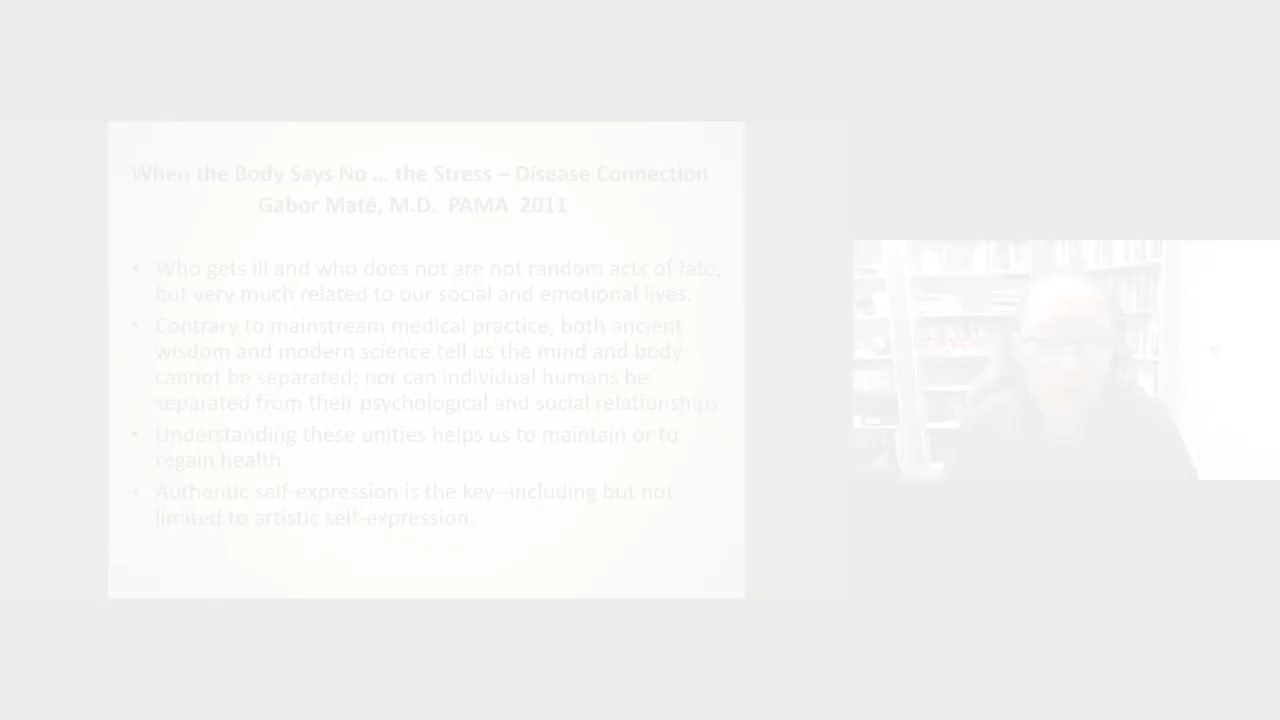 When the Body Says No ... the Stress – Disease Connection
Gabor Maté, M.D. PAMA 2011
• Who gets ill and who does not are not random acts of fate,
but very much related to our social and emotional lives.
• Contrary to mainstream medical practice, both ancient
wisdom and modern science tell us the mind and body
cannot be separated; nor can individual humans be
separated from their psychological and social relationships.
• Understanding these unities helps us to maintain or to
regain health.
• Authentic self-expression is the key--including but not
limited to artistic self-expression.